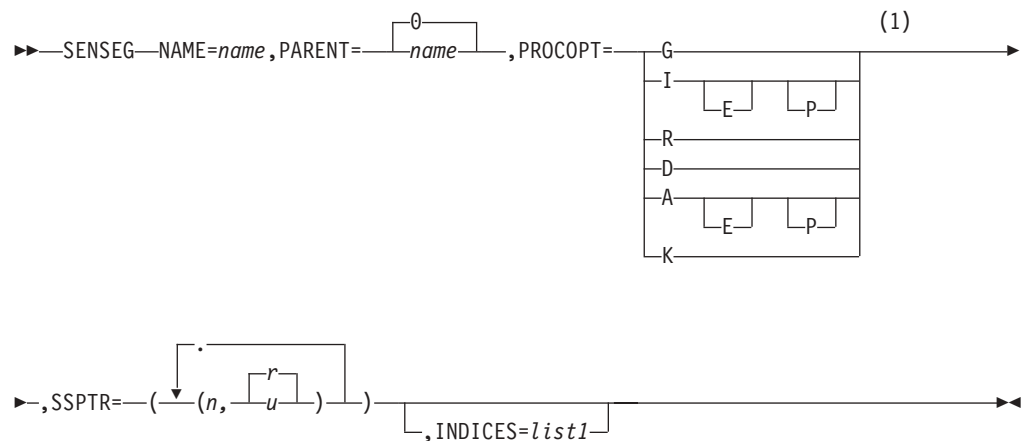 0 (1)
SENSEG NAME=name,PARENT= name ,PROCOPT= G
I
E P
R
D
A
E P
K
.
r
,SSPTR= ( (n, u ) )
,INDICES=list1